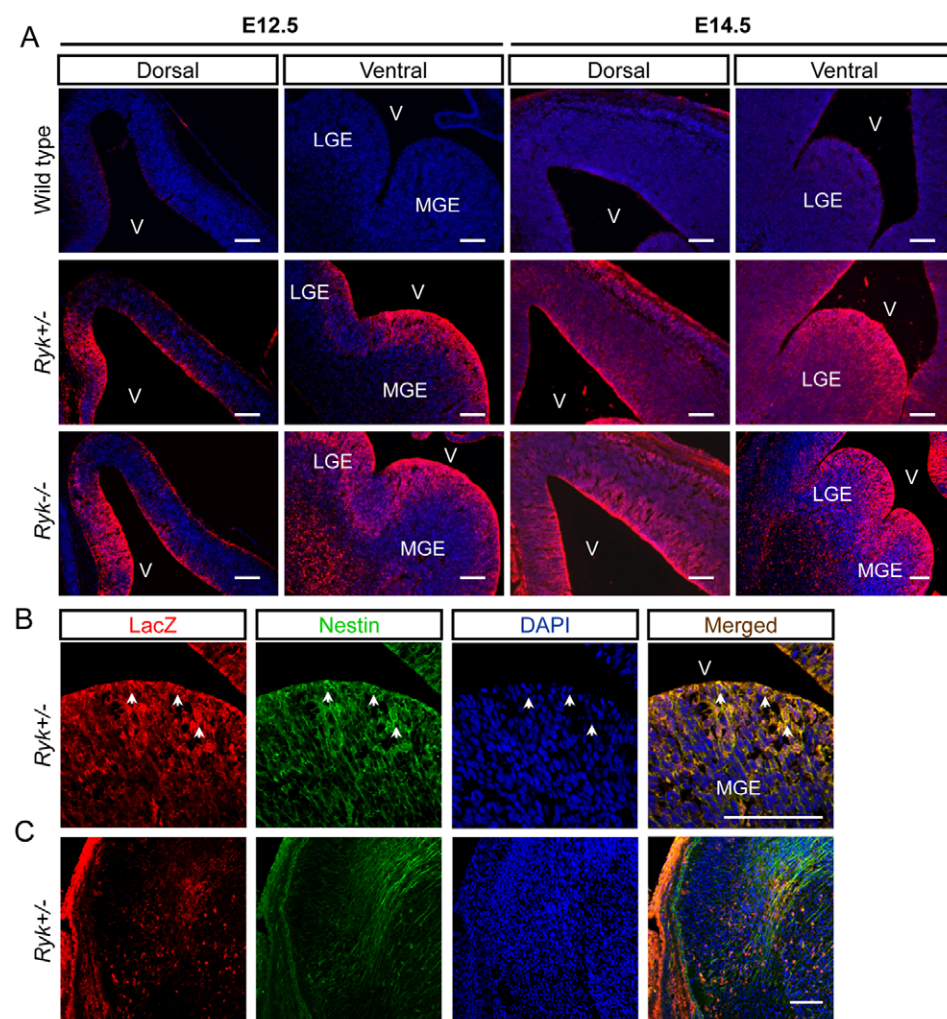 A
E12.5 E14.5
Dorsal Ventral Dorsal Ventral
Wild type
V
LGE
V
MGE
V
V
LGE
Ryk+/-
V
LGE
V
MGE
V
V
LGE
Ryk-/-
V
LGE
V
MGE
V
LGE
V
MGE
B
LacZ Nestin DAPI Merged
Ryk+/-
V
MGE
C
Ryk+/-